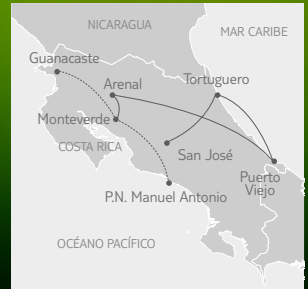 NICARAGUA
MAR CARIBE
Guanacaste
Arenal
Tortuguero
Monteverde
COSTA RICA
San José
Puerto
Viejo
P.N. Manuel Antonio
OCÉANO PACÍFICO